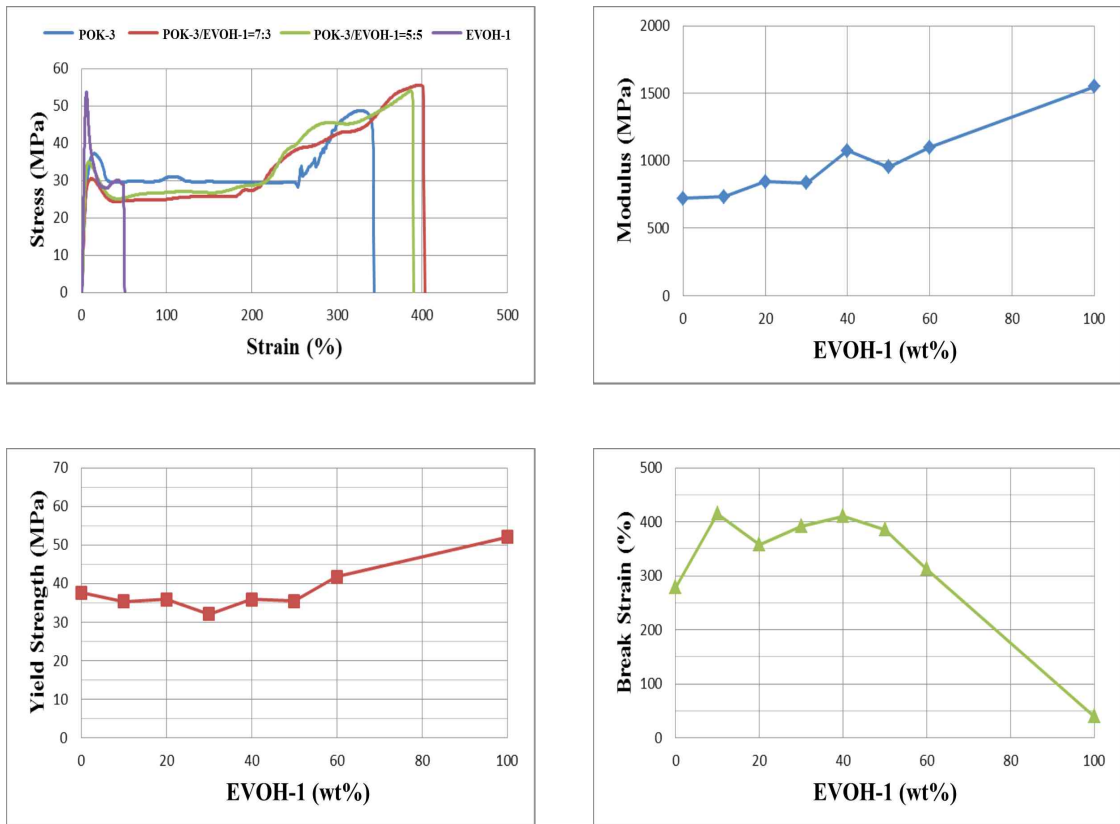 POK-3 POK-3/EVOH-1=7:3 POK-3/EVOH-1=5:5 EVOH-1
60
50
40
30
20
10
0
0 100 200 300 400 500
Stress (MPa)
Strain (%)
2000
1500
1000
500
0
0 20 40 60 80 100
Modulus (MPa)
EVOH-1 (wt%)
70
60
50
40
30
20
10
0
0 20 40 60 80 100
Yield Strength (MPa)
EVOH-1 (wt%)
500
400
300
200
100
0
0 20 40 60 80 100
Break Strain (%)
EVOH-1 (wt%)